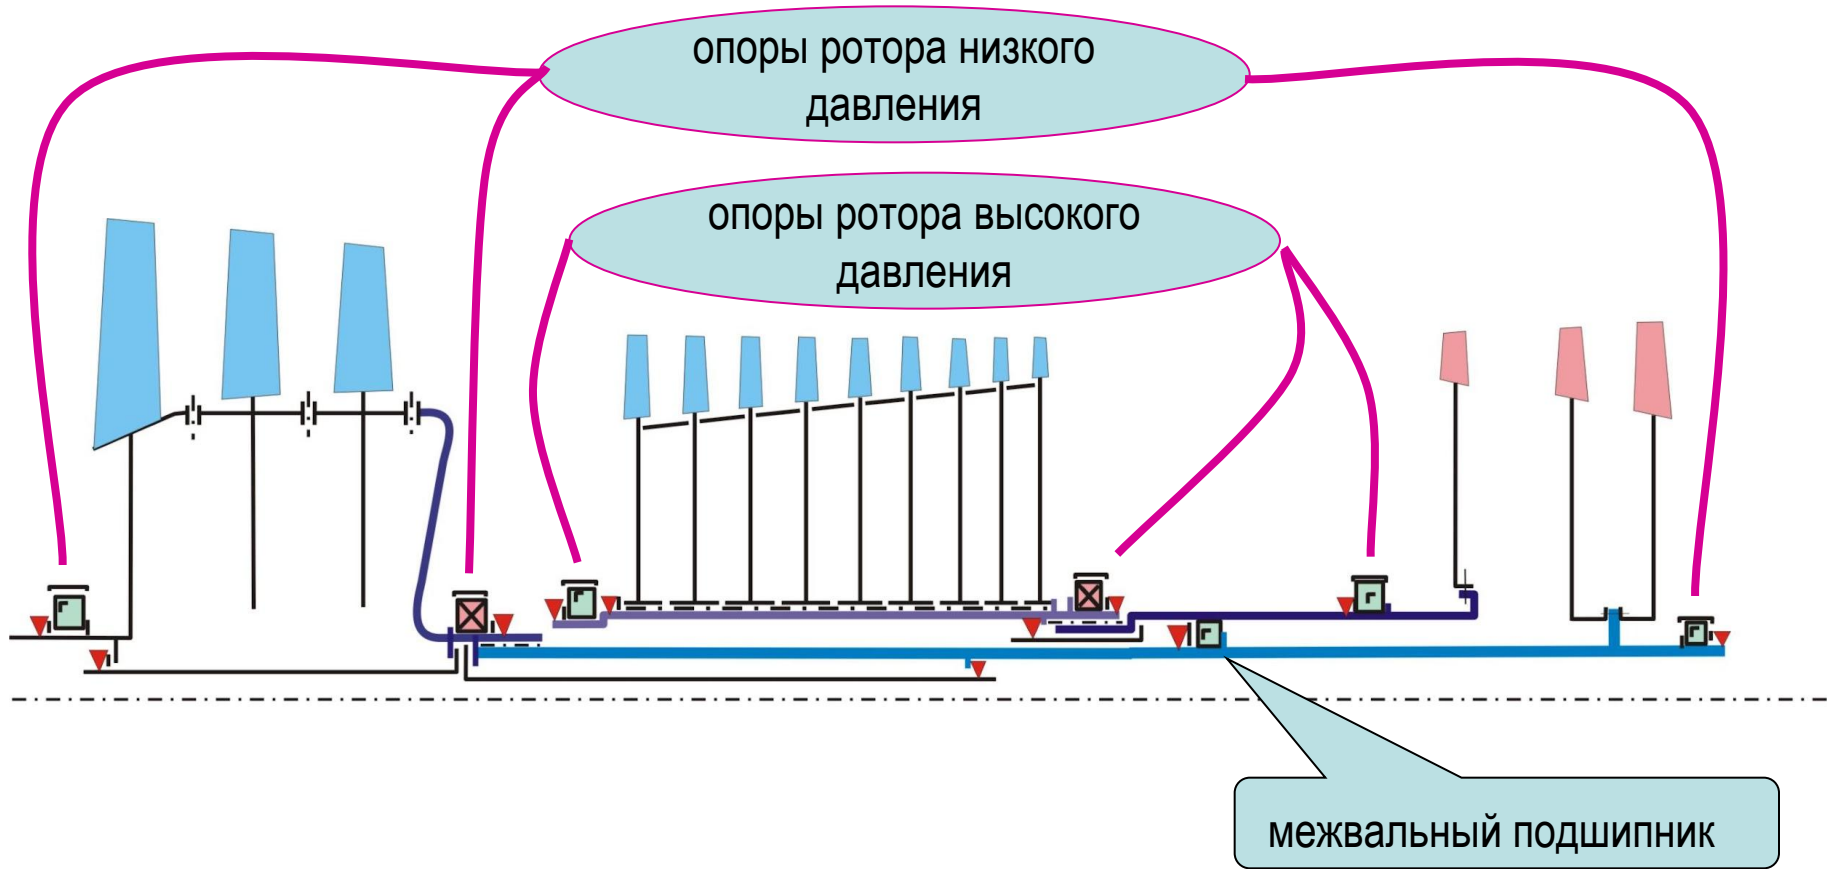 опоры ротора низкого
давления
опоры ротора высокого
давления
межвальный подшипник